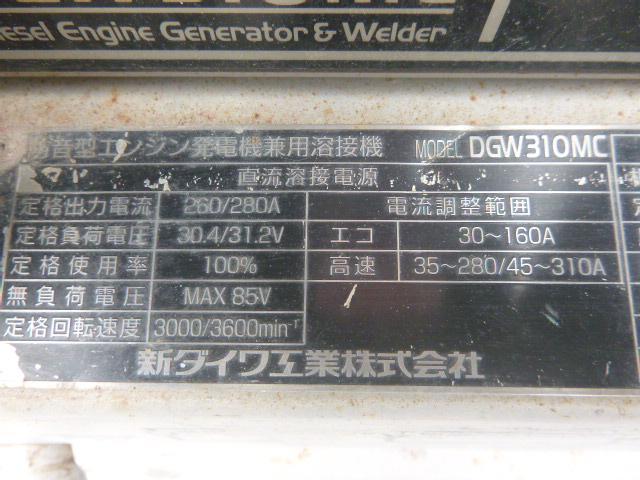 Diesel Engine Generator & Welder
防音型エンジン発電機兼用溶接機 MODEL DGW310MC
直流溶接電源
定格出力電流 260/280A 電流調整範囲
定格負荷電圧 30.4/31.2V エコ 30～160A
定格使用率 100% 高速 35～280/45～310A
無負荷電圧 MAX 85V
定格回転速度 3000/3600min⁻¹
新ダイワ工業株式会社